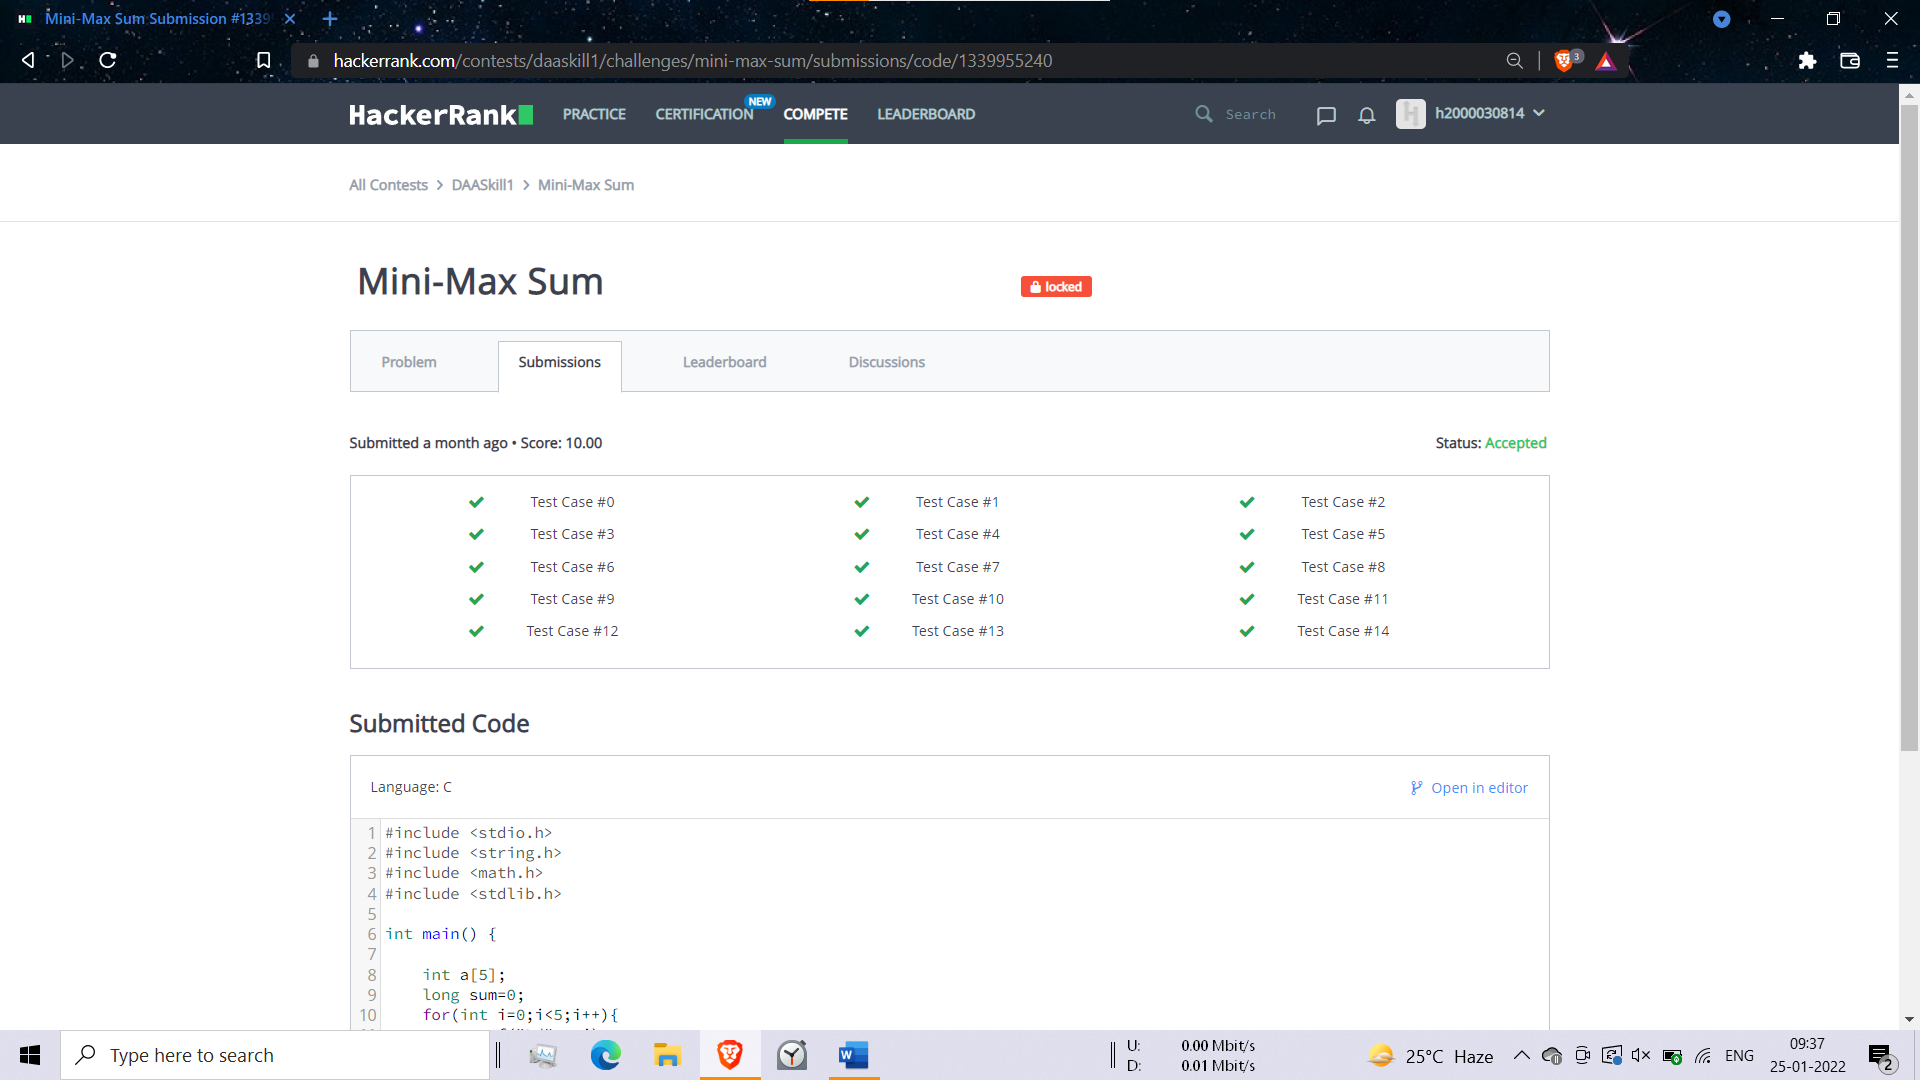 Mini-Max Sum Submission #1339
hackerrank.com/contests/daaskill1/challenges/mini-max-sum/submissions/code/1339955240
3
HackerRank PRACTICE CERTIFICATION NEW COMPETE LEADERBOARD Search h2000030814
All Contests > DAASkill1 > Mini-Max Sum
Mini-Max Sum locked
Problem Submissions Leaderboard Discussions
Submitted a month ago • Score: 10.00 Status: Accepted
Test Case #0 Test Case #1 Test Case #2
Test Case #3 Test Case #4 Test Case #5
Test Case #6 Test Case #7 Test Case #8
Test Case #9 Test Case #10 Test Case #11
Test Case #12 Test Case #13 Test Case #14
Submitted Code
Language: C Open in editor
1 #include <stdio.h>
2 #include <string.h>
3 #include <math.h>
4 #include <stdlib.h>
5
6 int main() {
7
8 int a[5];
9 long sum=0;
10 for(int i=0;i<5;i++){
Type here to search
U: 0.00 Mbit/s
D: 0.01 Mbit/s
25°C Haze
ENG
09:37
25-01-2022
2